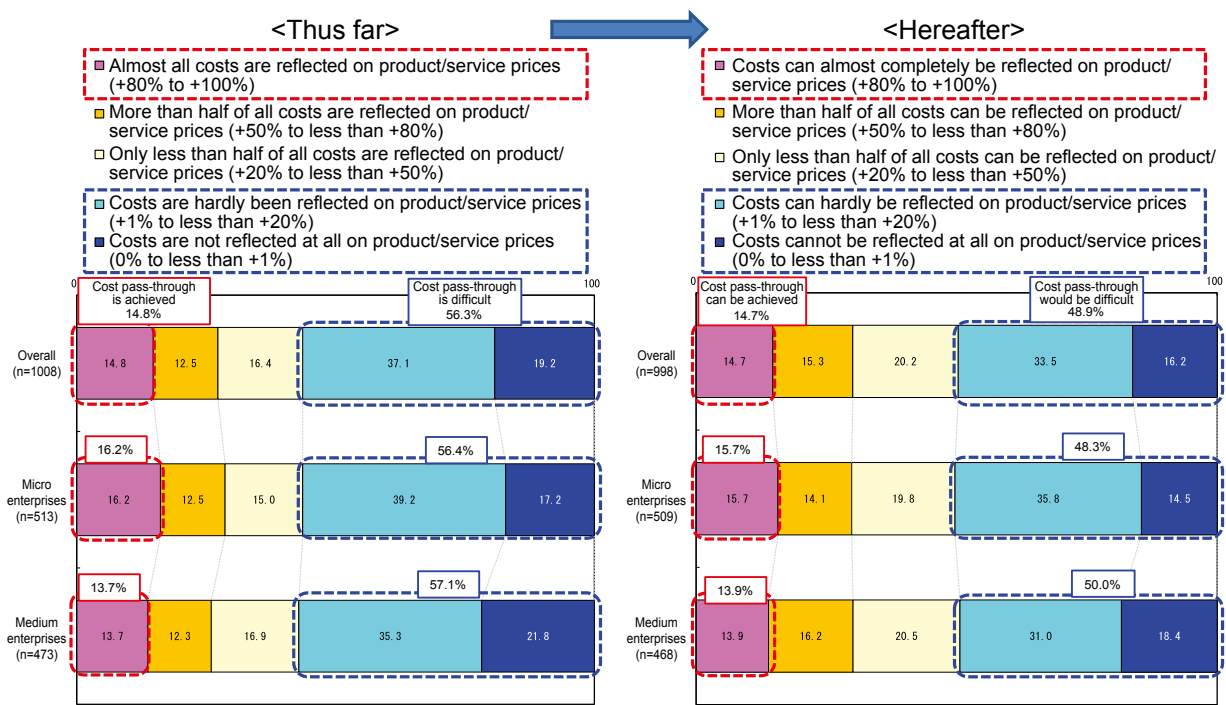 <Thus far>
Almost all costs are reflected on product/service prices
(+80% to +100%)
More than half of all costs are reflected on product/
service prices (+50% to less than +80%)
Only less than half of all costs are reflected on product/
service prices (+20% to less than +50%)
Costs are hardly been reflected on product/service prices
(+1% to less than +20%)
Costs are not reflected at all on product/service prices
(0% to less than +1%)
0
100
Cost pass-through
is achieved
14.8%
Cost pass-through
is difficult
56.3%
Overall
(n=1008)
14.8
12.5
16.4
37.1
19.2
16.2%
56.4%
Micro
enterprises
(n=513)
16.2
12.5
15.0
39.2
17.2
13.7%
57.1%
Medium
enterprises
(n=473)
13.7
12.3
16.9
35.3
21.8
<Hereafter>
Costs can almost completely be reflected on product/
service prices (+80% to +100%)
More than half of all costs can be reflected on product/
service prices (+50% to less than +80%)
Only less than half of all costs can be reflected on product/
service prices (+20% to less than +50%)
Costs can hardly be reflected on product/service prices
(+1% to less than +20%)
Costs cannot be reflected at all on product/service prices
(0% to less than +1%)
0
100
Cost pass-through
can be achieved
14.7%
Cost pass-through
would be difficult
48.9%
Overall
(n=998)
14.7
15.3
20.2
33.5
16.2
15.7%
48.3%
Micro
enterprises
(n=509)
15.7
14.1
19.8
35.8
14.5
13.9%
50.0%
Medium
enterprises
(n=468)
13.9
16.2
20.5
31.0
18.4